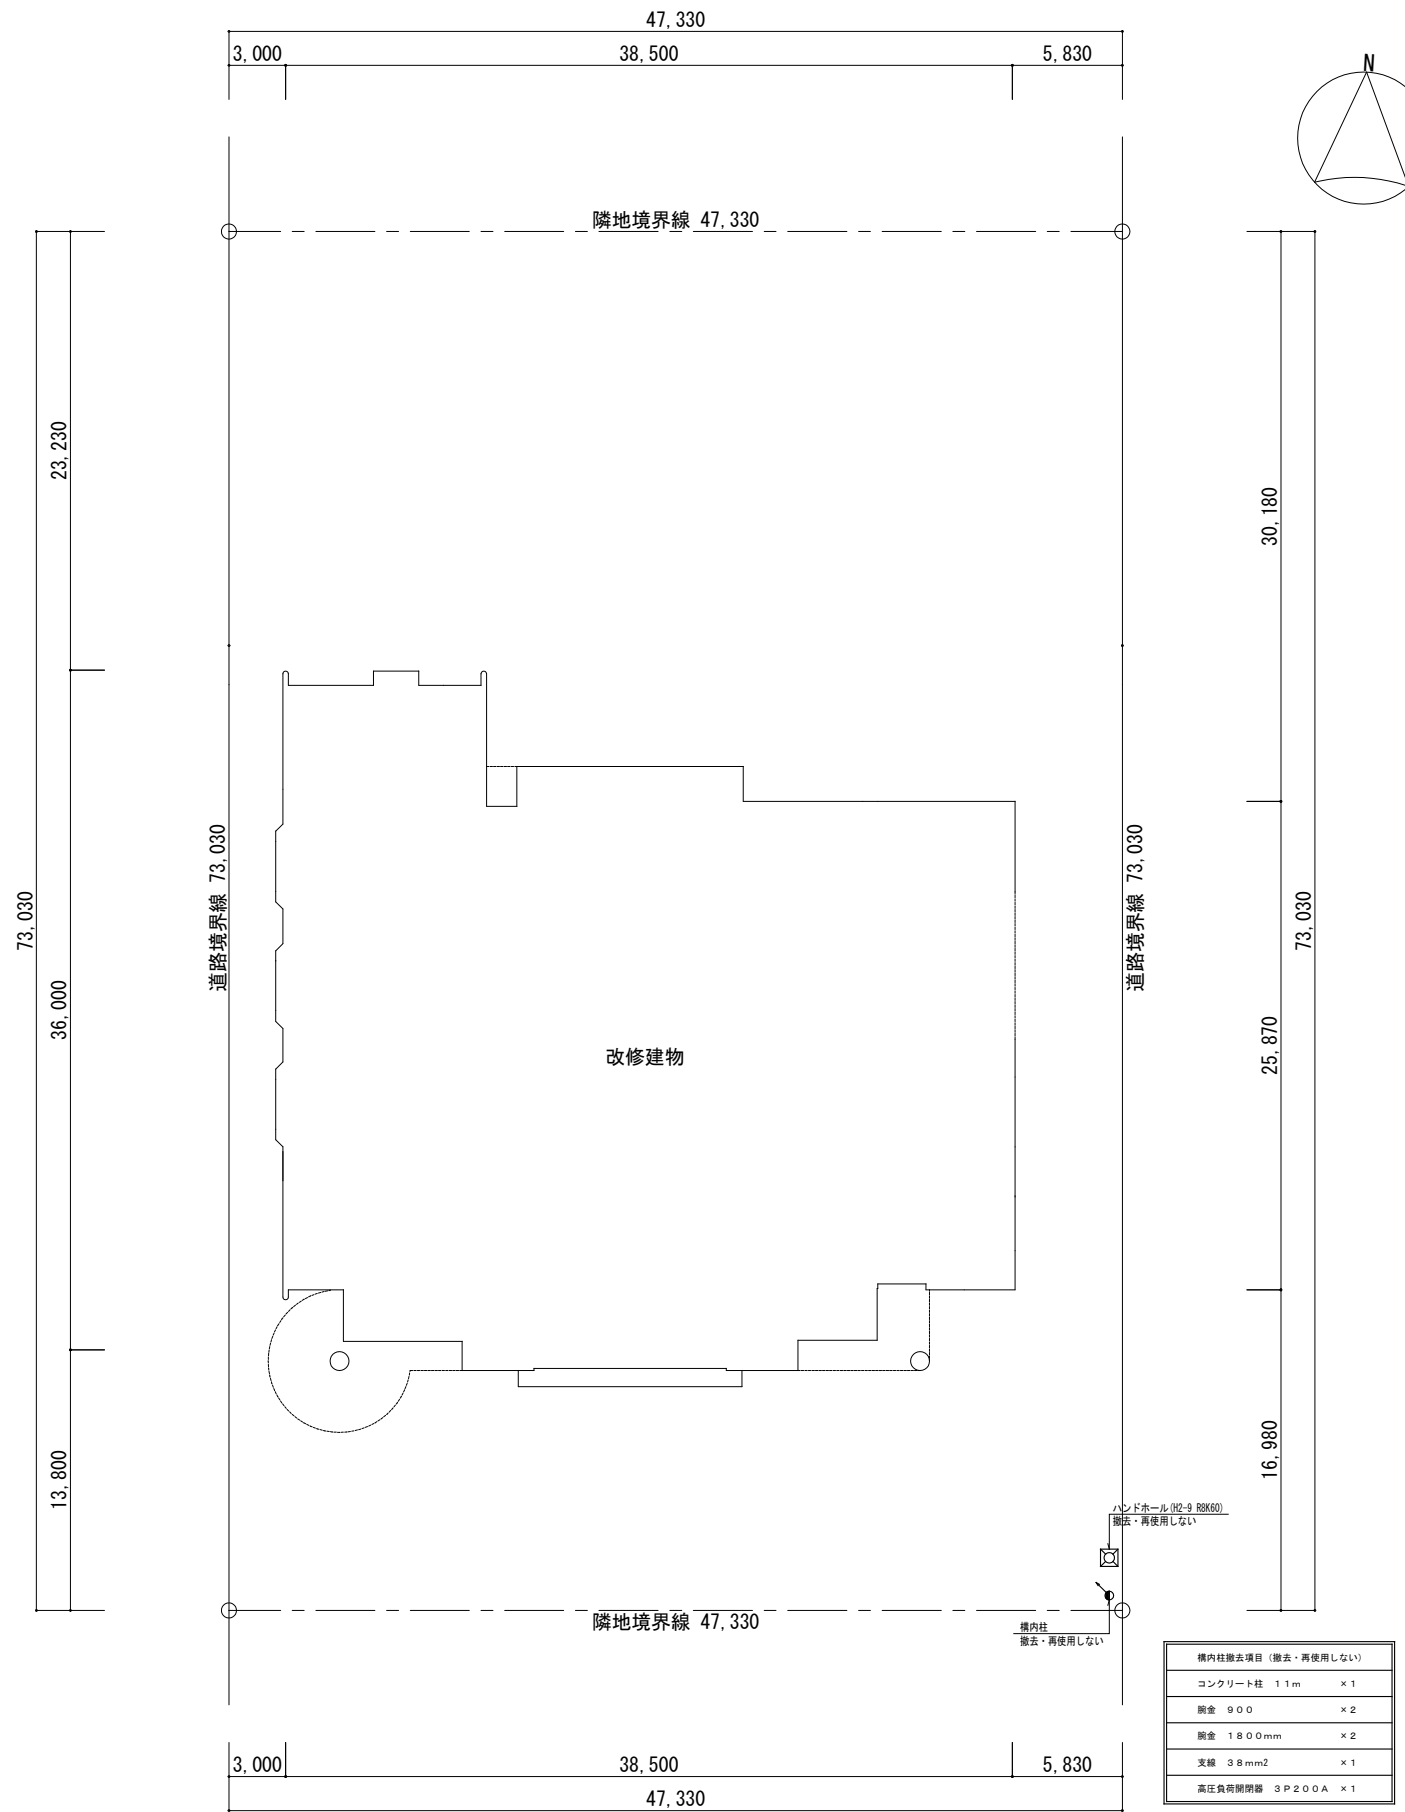 47,330
3,000
38,500
5,830
N
隣地境界線 47,330
23,230
36,000
13,800
73,030
道路境界線 73,030
改修建物
道路境界線 73,030
30,180
25,870
16,980
73,030
ハンドホール(H2-9 R8K60)
撤去・再使用しない
隣地境界線 47,330
構内柱
撤去・再使用しない
構内柱撤去項目(撤去・再使用しない)
コンクリート柱 11m ×1
腕金 900 ×2
腕金 1800mm ×2
支線 38mm2 ×1
高圧負荷開閉器 3P200A ×1
3,000
38,500
5,830
47,330